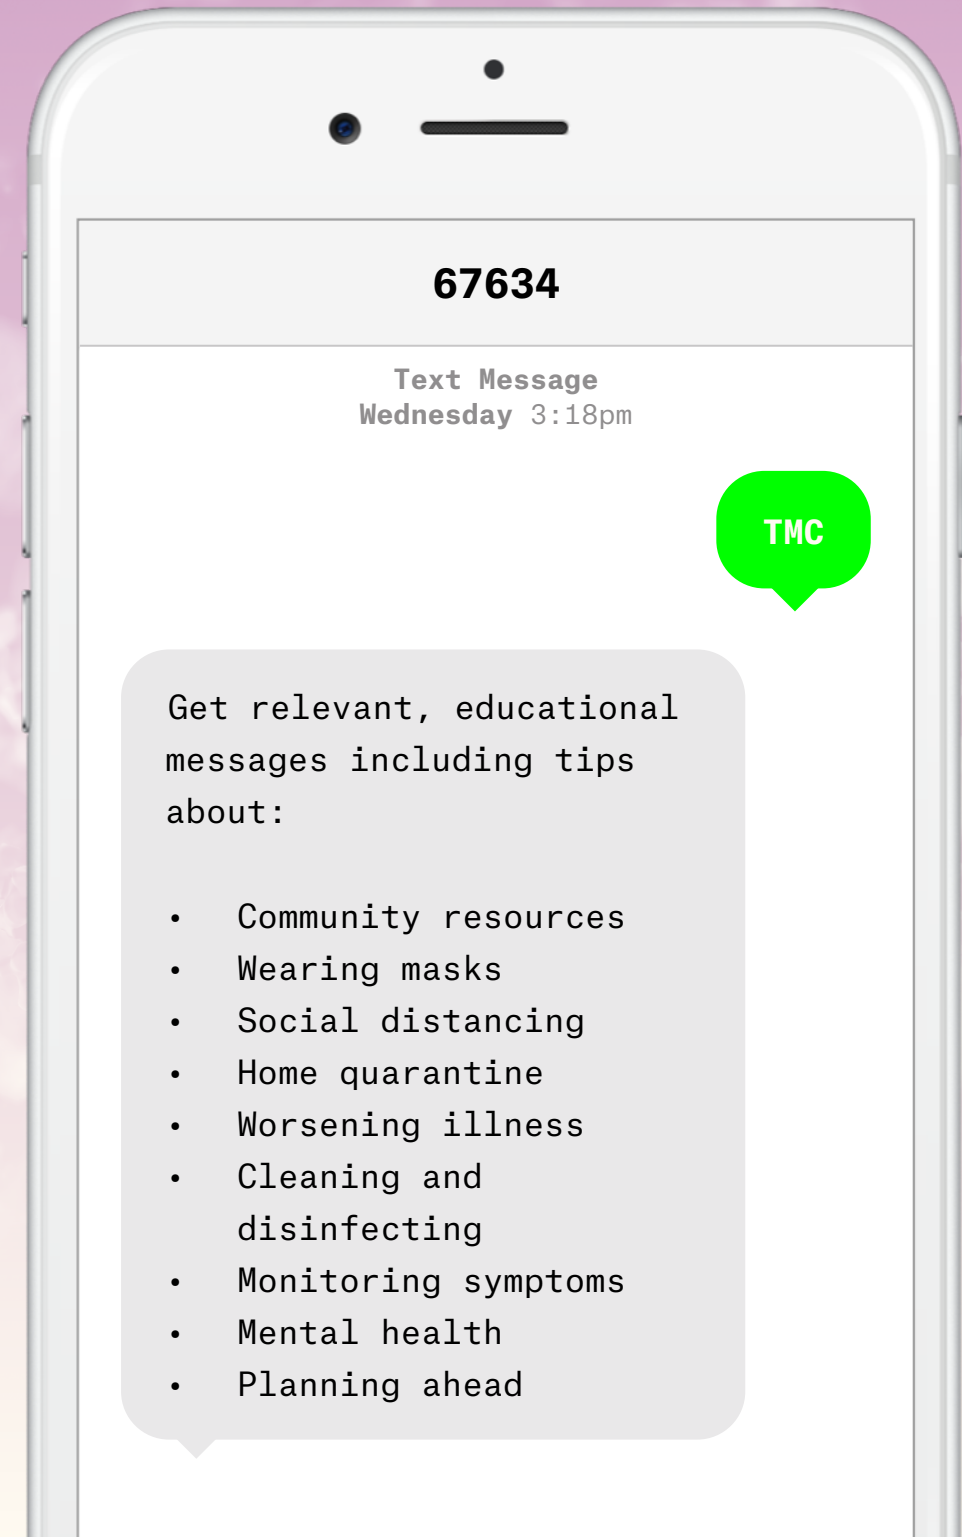 67634
Text Message
Wednesday 3:18pm
TMC
Get relevant, educational
messages including tips
about:
• Community resources
• Wearing masks
• Social distancing
• Home quarantine
• Worsening illness
• Cleaning and
disinfecting
• Monitoring symptoms
• Mental health
• Planning ahead